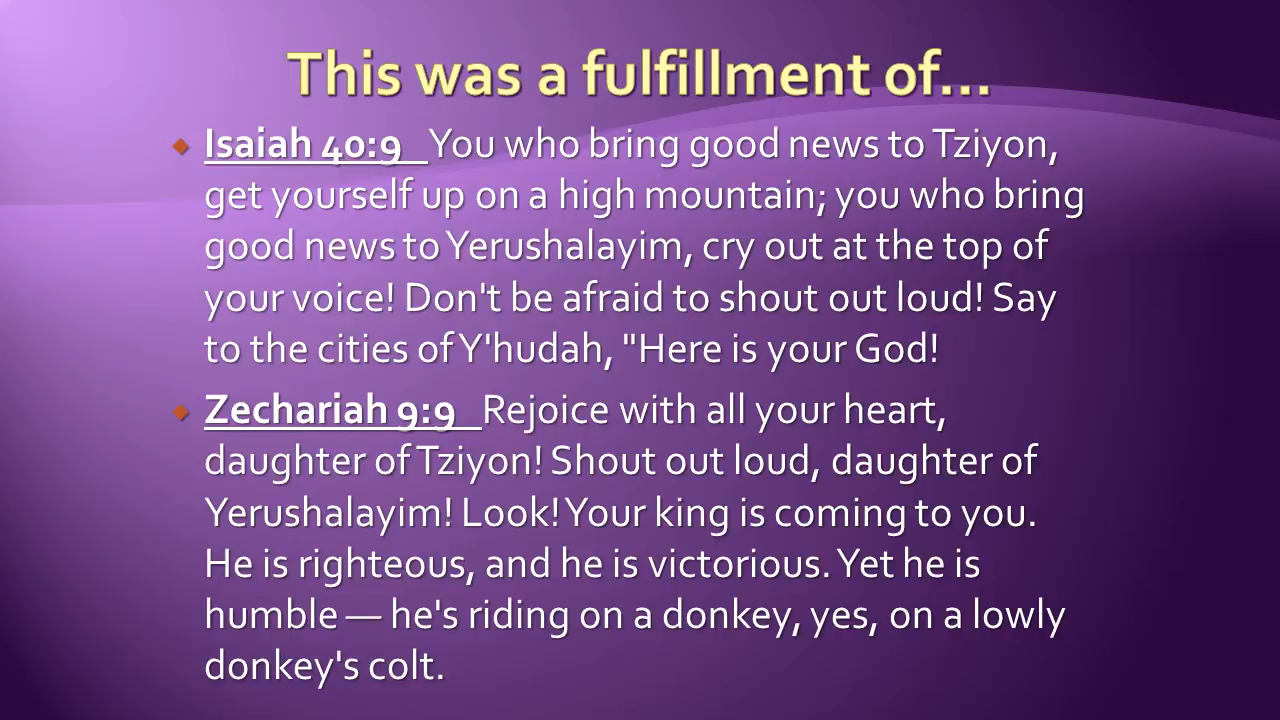 This was a fulfillment of...
Isaiah 40:9 You who bring good news to Tziyon,
get yourself up on a high mountain; you who bring
good news to Yerushalayim, cry out at the top of
your voice! Don't be afraid to shout out loud! Say
to the cities of Y'hudah, "Here is your God!
Zechariah 9:9 Rejoice with all your heart,
daughter of Tziyon! Shout out loud, daughter of
Yerushalayim! Look! Your king is coming to you.
He is righteous, and he is victorious. Yet he is
humble — he's riding on a donkey, yes, on a lowly
donkey's colt.